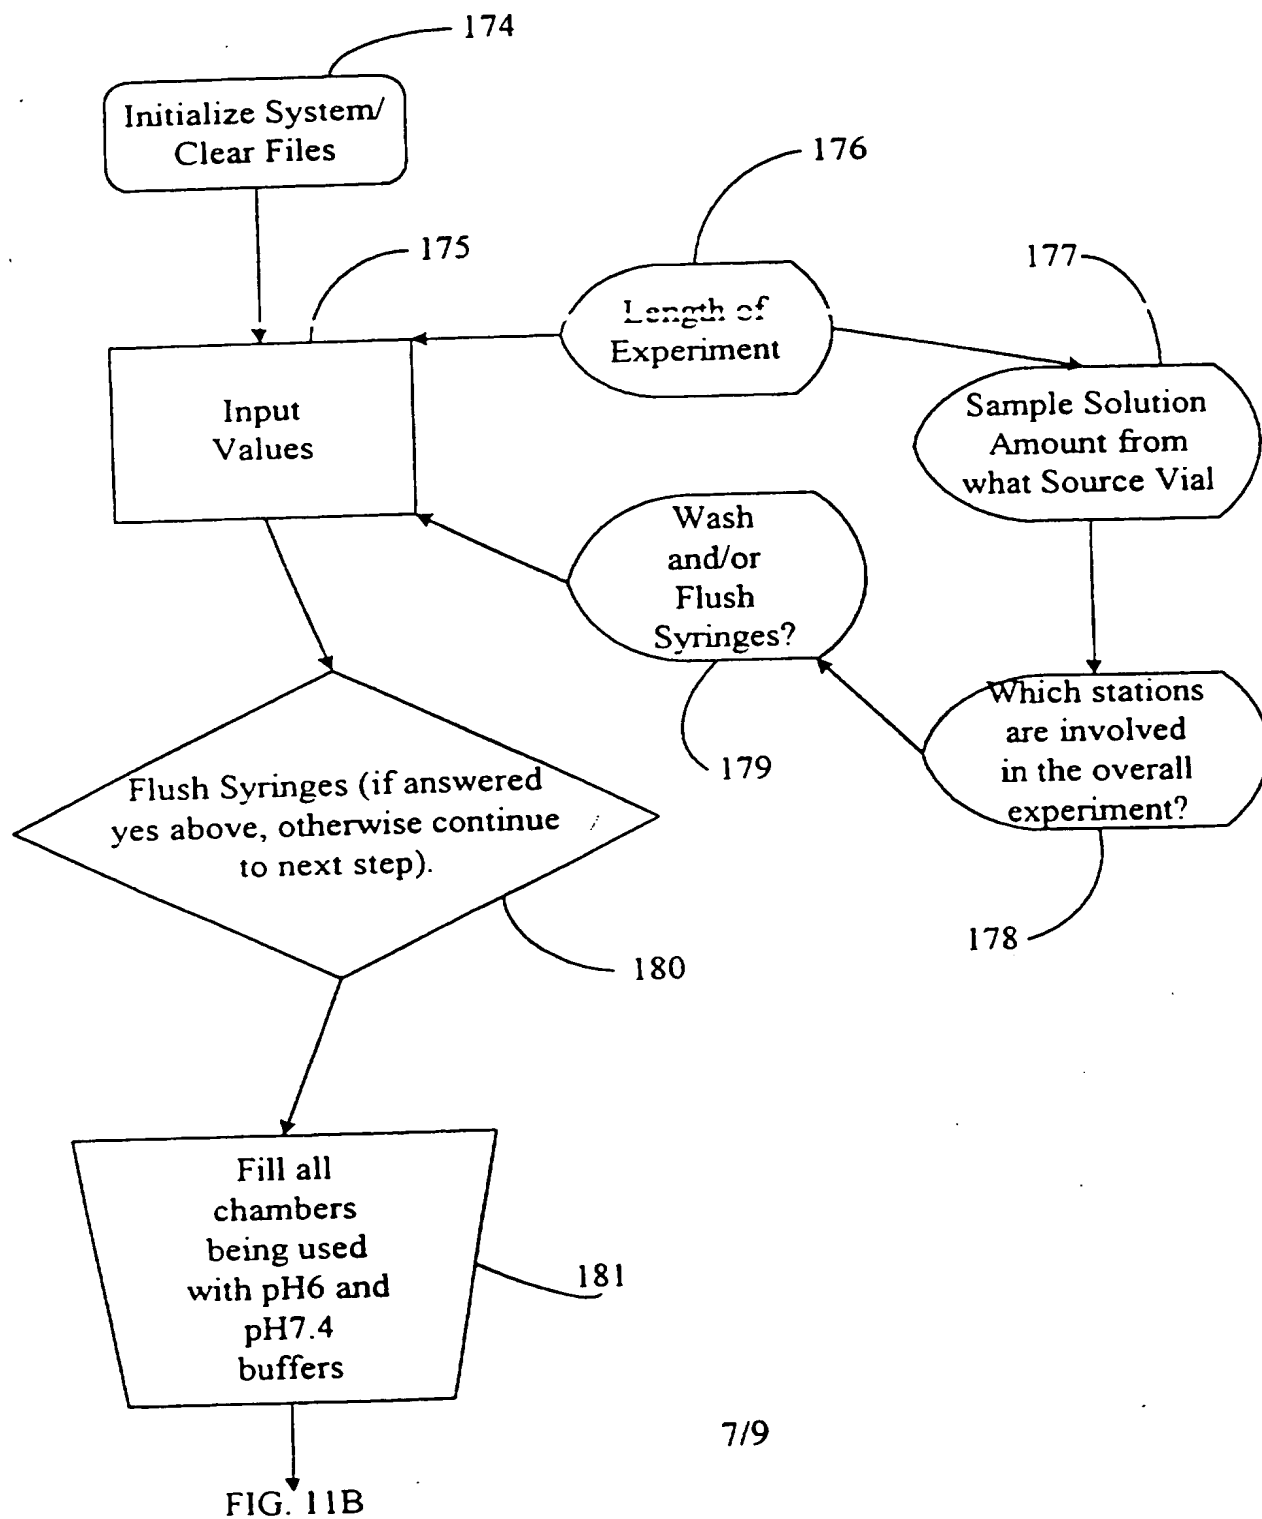 174
Initialize System/
Clear Files
176
175
177
Length of
Experiment
Input
Values
Sample Solution
Amount from
what Source Vial
Wash
and/or
Flush
Syringes?
Which stations
are involved
in the overall
experiment?
179
Flush Syringes (if answered
yes above, otherwise continue
to next step).
178
180
Fill all
chambers
being used
with pH6 and
pH7.4
buffers
181
7/9
FIG. 11B